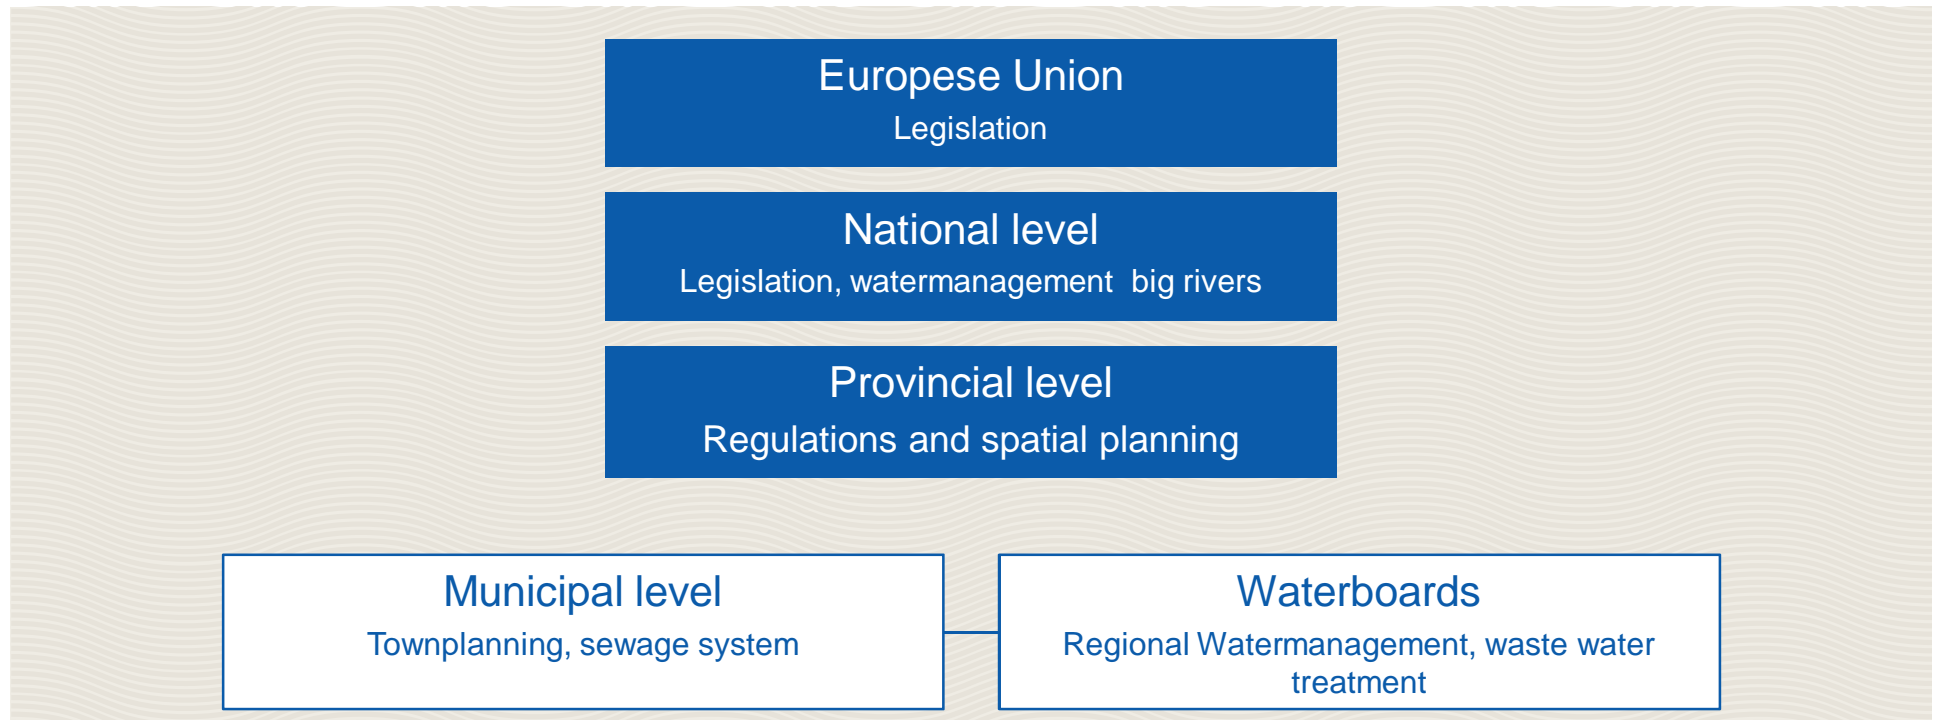 Europese Union
Legislation
National level
Legislation, watermanagement  big rivers
Provincial level
Regulations and spatial planning
Municipal level
Townplanning, sewage system
Waterboards
Regional Watermanagement, waste water
treatment